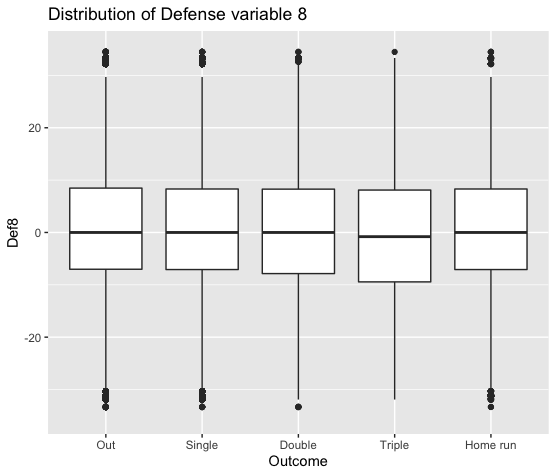 Distribution of Defense variable 8
Def8
20
0
-20
Out Single Double Triple Home run
Outcome